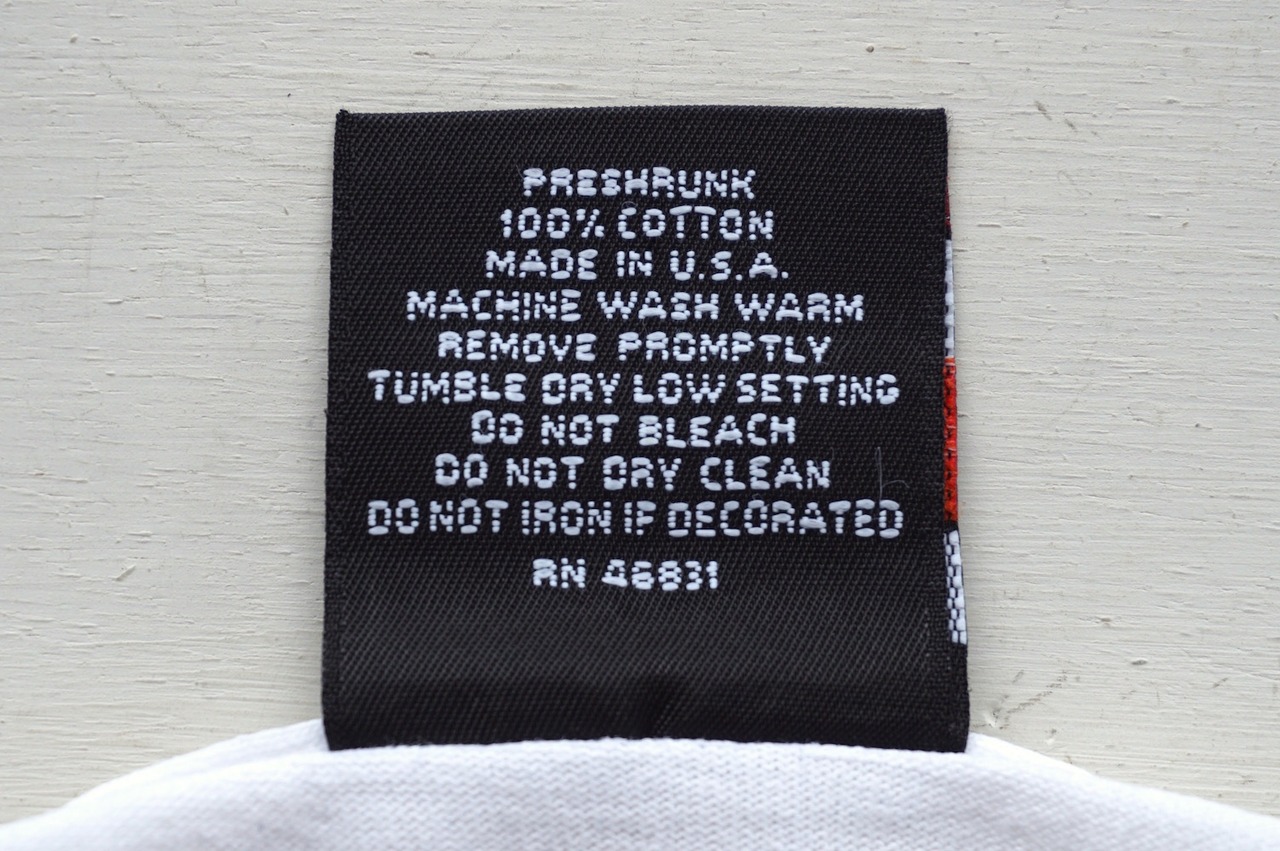 PRESHRUNK
100% COTTON
MADE IN U.S.A.
MACHINE WASH WARM
REMOVE PROMPTLY
TUMBLE DRY LOW SETTING
DO NOT BLEACH
DO NOT DRY CLEAN
DO NOT IRON IF DECORATED
RN 46831